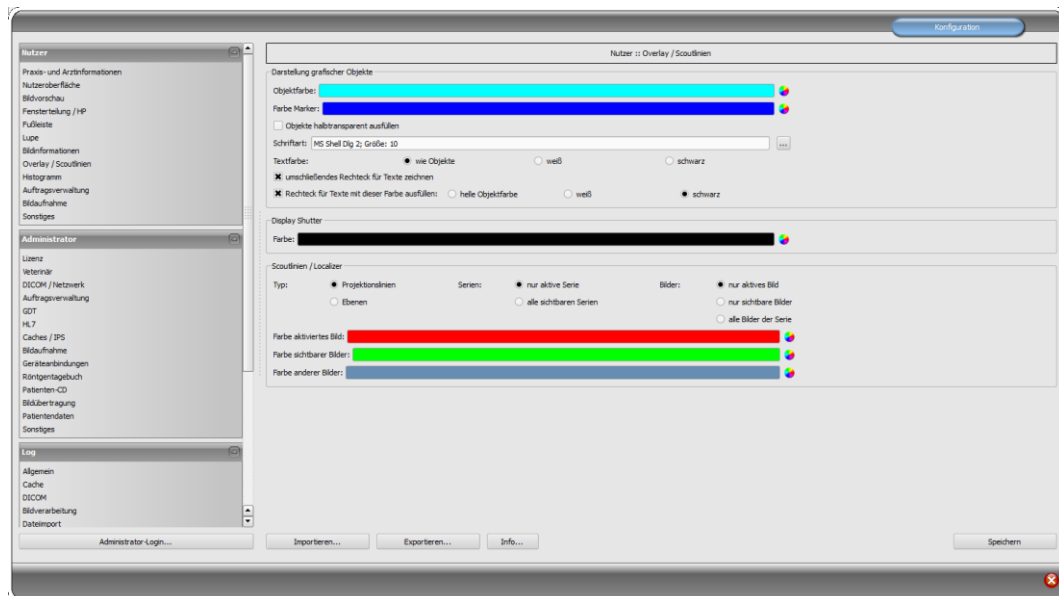 Konfiguration
Nutzer
Praxis- und Arztinformationen
Nutzeroberfläche
Bildvorschau
Fensterteilung / HP
Fußleiste
Lupe
Bildinformationen
Overlay / Scoutlinien
Histogramm
Auftragsverwaltung
Bildaufnahme
Sonstiges
Administrator
Lizenz
Veterinär
DICOM / Netzwerk
Auftragsverwaltung
GDT
HL7
Caches / IPS
Bildaufnahme
Geräteanbindungen
Röntgentagebuch
Patienten-CD
Bildübertragung
Patientendaten
Sonstiges
Log
Allgemein
Cache
DICOM
Bildverarbeitung
Dateiimport
Administrator-Login...
Nutzer :: Overlay / Scoutlinien
Darstellung grafischer Objekte
Objektfarbe:
Farbe Marker:
Objekte halbtransparent ausfüllen
Schriftart: MS Shell Dlg 2; Größe: 10 ...
Textfarbe: wie Objekte weiß schwarz
umschließendes Rechteck für Texte zeichnen
Rechteck für Texte mit dieser Farbe ausfüllen: helle Objektfarbe weiß schwarz
Display Shutter
Farbe:
Scoutlinien / Localizer
Typ: Projektionslinien Serien: nur aktive Serie Bilder: nur aktives Bild
Ebenen alle sichtbaren Serien nur sichtbare Bilder
alle Bilder der Serie
Farbe aktiviertes Bild:
Farbe sichtbarer Bilder:
Farbe anderer Bilder:
Importieren... Exportieren... Info... Speichern